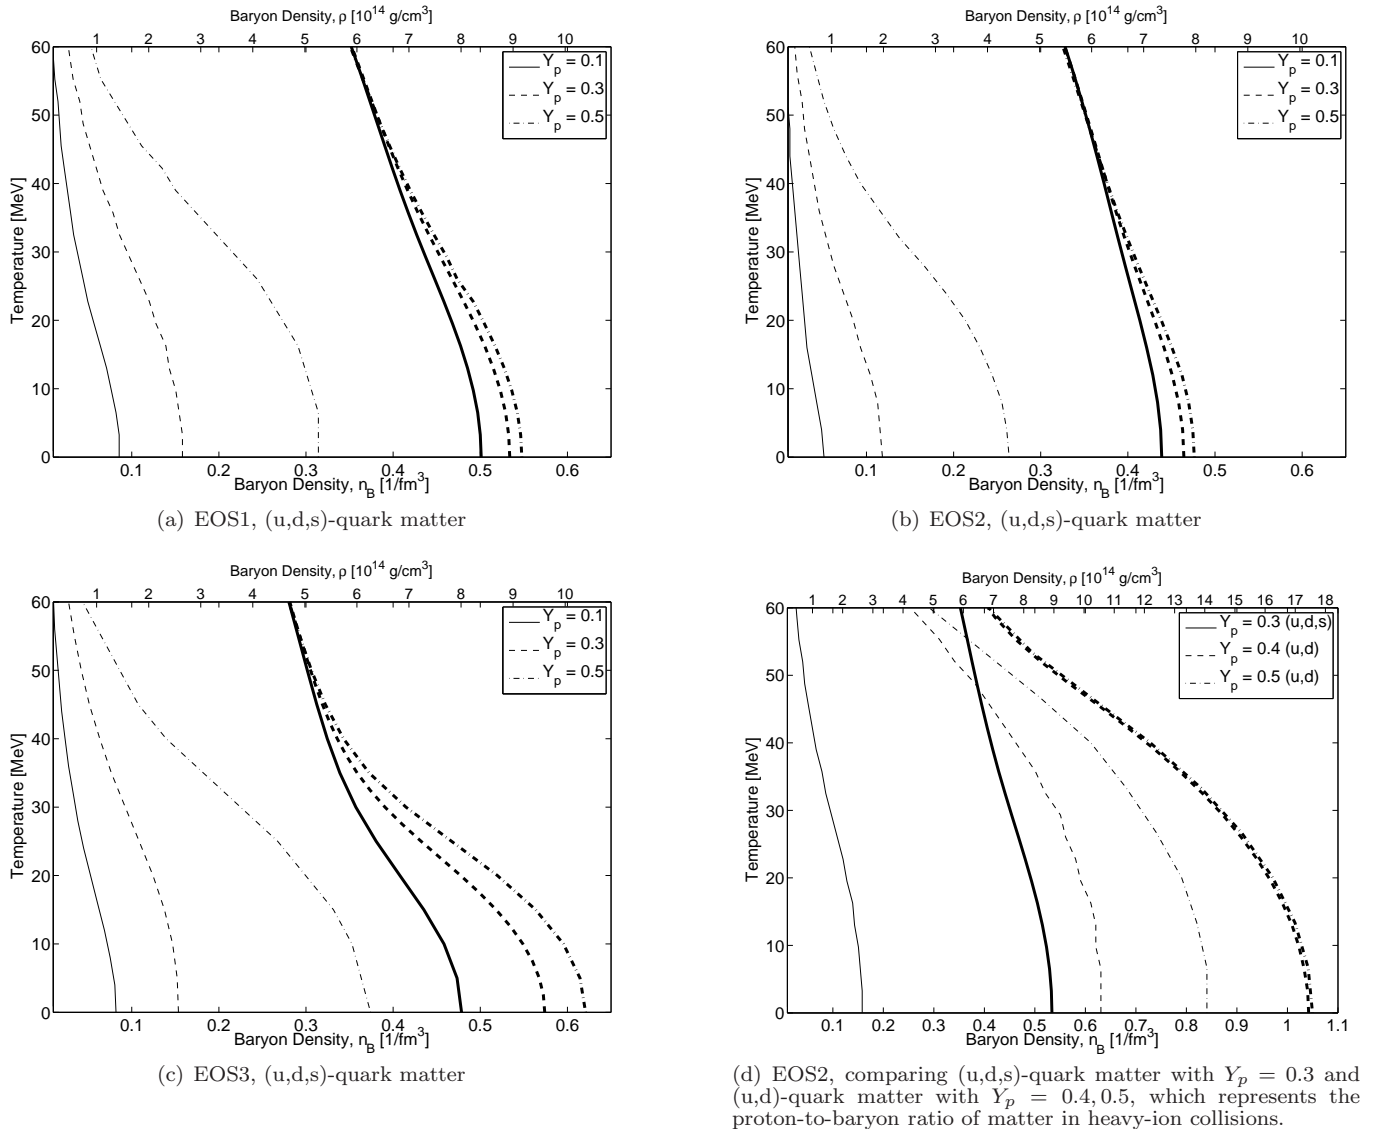 Baryon Density, ρ [10^14 g/cm^3]
1 2 3 4 5 6 7 8 9 10
60
50
40
30
20
10
0
Temperature [MeV]
Y_p = 0.1
Y_p = 0.3
Y_p = 0.5
0.1 0.2 0.3 0.4 0.5 0.6
Baryon Density, n_B [1/fm^3]
(a) EOS1, (u,d,s)-quark matter
Baryon Density, ρ [10^14 g/cm^3]
1 2 3 4 5 6 7 8 9 10
60
50
40
30
20
10
0
Temperature [MeV]
Y_p = 0.1
Y_p = 0.3
Y_p = 0.5
0.1 0.2 0.3 0.4 0.5 0.6
Baryon Density, n_B [1/fm^3]
(b) EOS2, (u,d,s)-quark matter
Baryon Density, ρ [10^14 g/cm^3]
1 2 3 4 5 6 7 8 9 10
60
50
40
30
20
10
0
Temperature [MeV]
Y_p = 0.1
Y_p = 0.3
Y_p = 0.5
0.1 0.2 0.3 0.4 0.5 0.6
Baryon Density, n_B [1/fm^3]
(c) EOS3, (u,d,s)-quark matter
Baryon Density, ρ [10^14 g/cm^3]
1 2 3 4 5 6 7 8 9 10 11 12 13 14 15 16 17 18
60
50
40
30
20
10
0
Temperature [MeV]
Y_p = 0.3 (u,d,s)
Y_p = 0.4 (u,d)
Y_p = 0.5 (u,d)
0.1 0.2 0.3 0.4 0.5 0.6 0.7 0.8 0.9 1 1.1
Baryon Density, n_B [1/fm^3]
(d) EOS2, comparing (u,d,s)-quark matter with Y_p = 0.3 and
(u,d)-quark matter with Y_p = 0.4, 0.5, which represents the
proton-to-baryon ratio of matter in heavy-ion collisions.